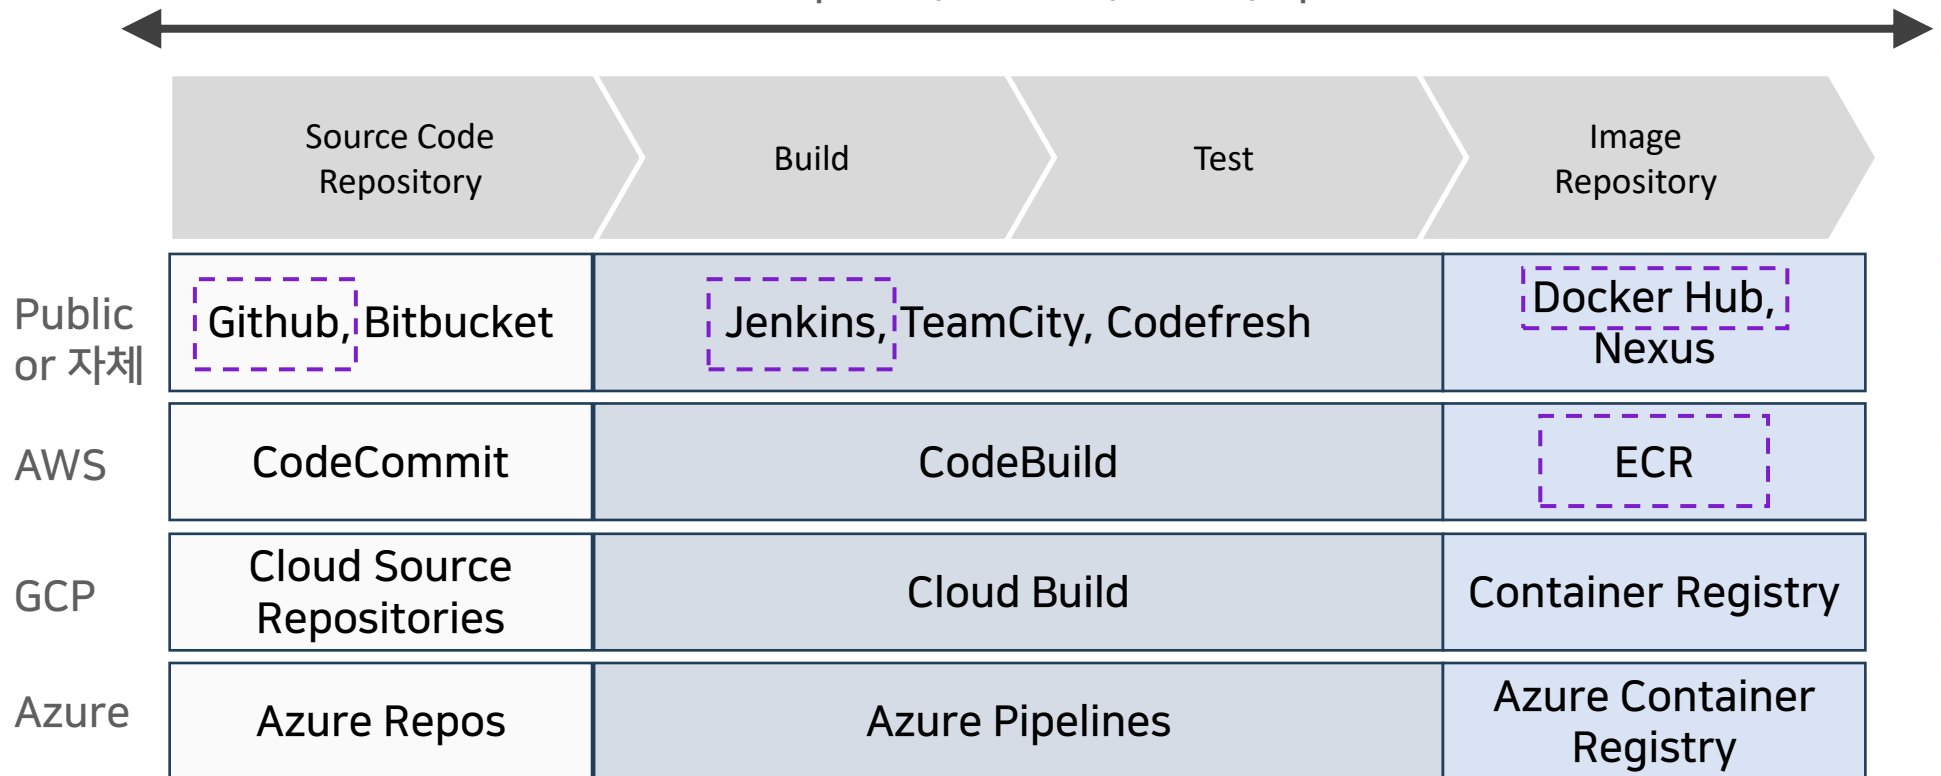 Source Code
Repository
Build
Test
Image
Repository
Public
or 자체
Github, Bitbucket
Jenkins, TeamCity, Codefresh
Docker Hub,
Nexus
AWS
CodeCommit
CodeBuild
ECR
GCP
Cloud Source
Repositories
Cloud Build
Container Registry
Azure
Azure Repos
Azure Pipelines
Azure Container
Registry